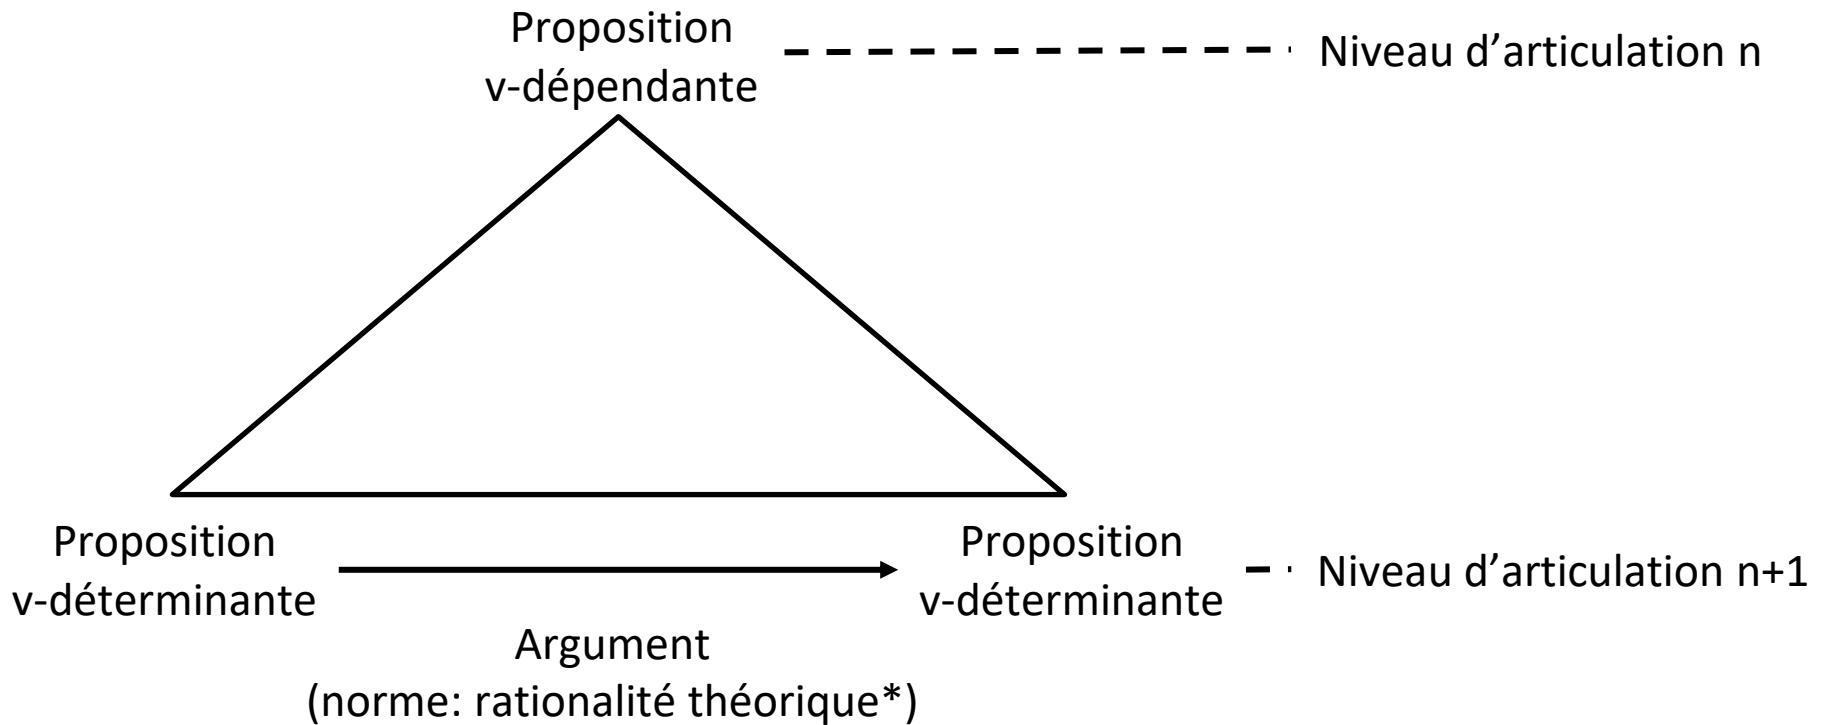 Proposition
v-dépendante
Niveau d’articulation n
Proposition
v-déterminante
Proposition
v-déterminante
Niveau d’articulation n+1
Argument
(norme: rationalité théorique*)